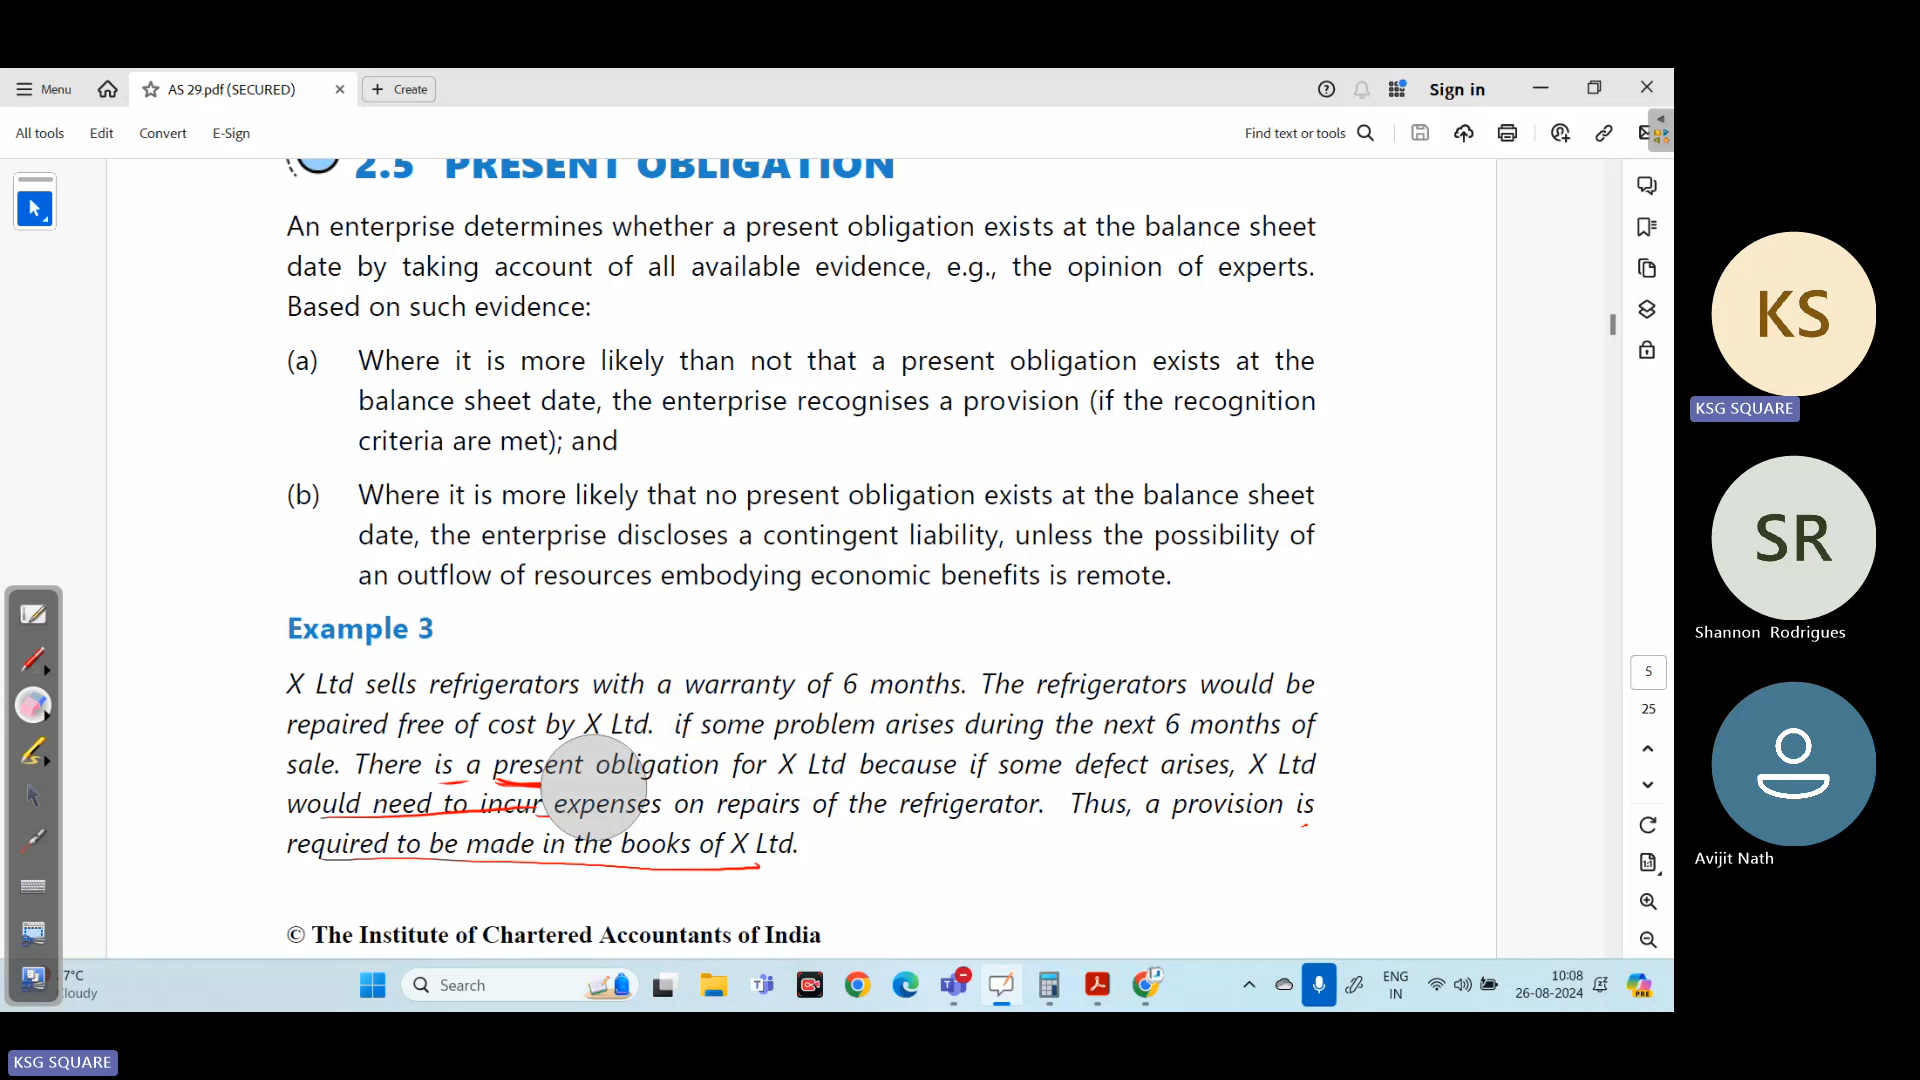 Menu
AS 29.pdf (SECURED)
Create
Sign in
All tools
Edit
Convert
E-Sign
Find text or tools
2.5 PRESENT OBLIGATION
An enterprise determines whether a present obligation exists at the balance sheet
date by taking account of all available evidence, e.g., the opinion of experts.
Based on such evidence:
(a) Where it is more likely than not that a present obligation exists at the
balance sheet date, the enterprise recognises a provision (if the recognition
criteria are met); and
(b) Where it is more likely that no present obligation exists at the balance sheet
date, the enterprise discloses a contingent liability, unless the possibility of
an outflow of resources embodying economic benefits is remote.
Example 3
X Ltd sells refrigerators with a warranty of 6 months. The refrigerators would be
repaired free of cost by X Ltd. if some problem arises during the next 6 months of
sale. There is a present obligation for X Ltd because if some defect arises, X Ltd
would need to incur expenses on repairs of the refrigerator. Thus, a provision is
required to be made in the books of X Ltd.
© The Institute of Chartered Accountants of India
5
25
KS
KSG SQUARE
SR
Shannon Rodrigues
Avijit Nath
7°C
Cloudy
Search
ENG
IN
10:08
26-08-2024
PRE
KSG SQUARE